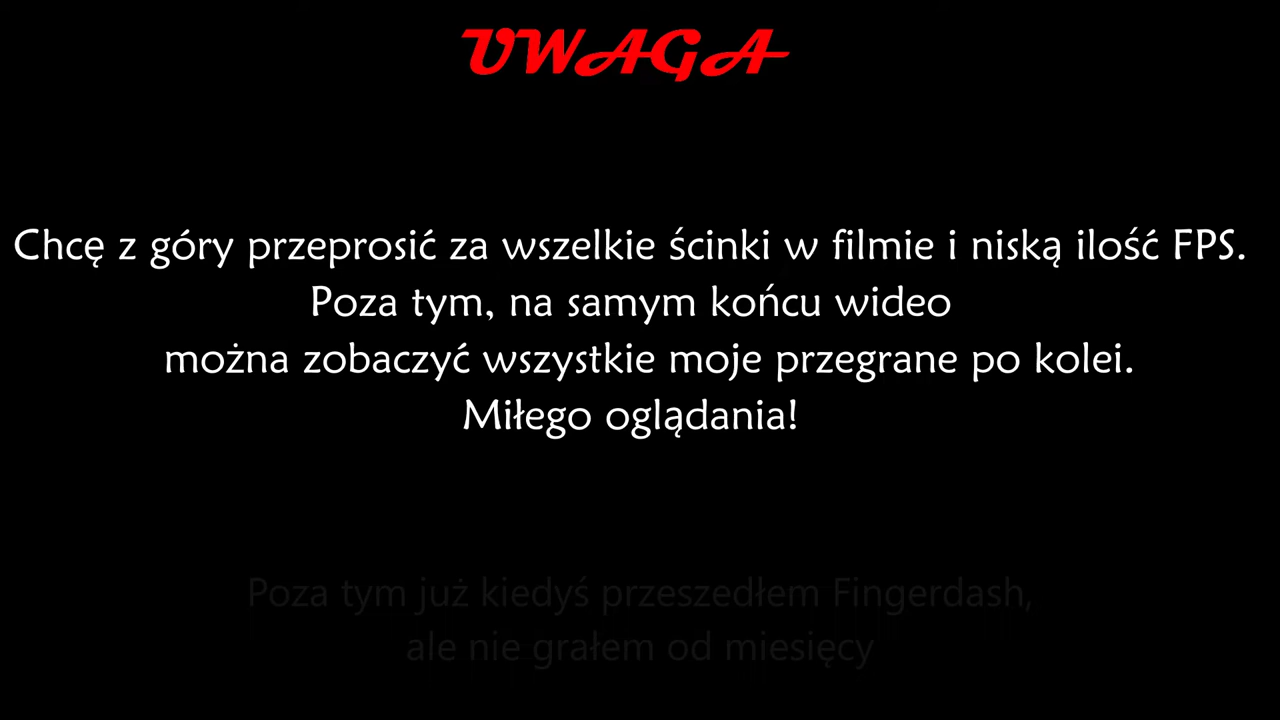 UWAGA
Chcę z góry przeprosić za wszelkie ścinki w filmie i niską ilość FPS.
Poza tym, na samym końcu wideo
można zobaczyć wszystkie moje przegrane po kolei.
Miłego oglądania!
Poza tym już kiedyś przeszedłem Fingerdash,
ale nie grałem od miesięcy